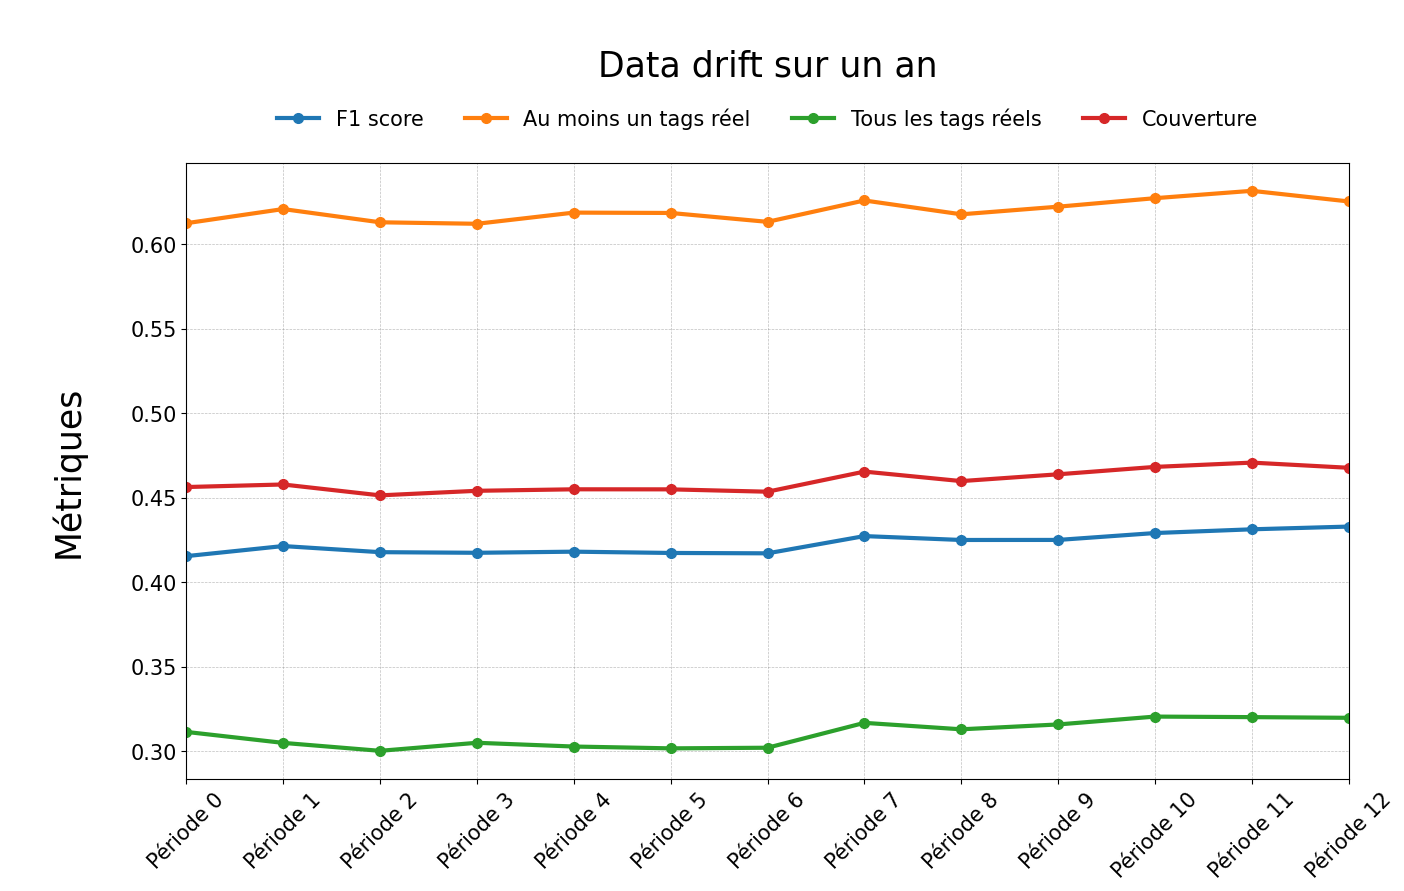 Data drift sur un an
F1 score
Au moins un tags réel
Tous les tags réels
Couverture
Métriques
0.60
0.55
0.50
0.45
0.40
0.35
0.30
Période 0
Période 1
Période 2
Période 3
Période 4
Période 5
Période 6
Période 7
Période 8
Période 9
Période 10
Période 11
Période 12